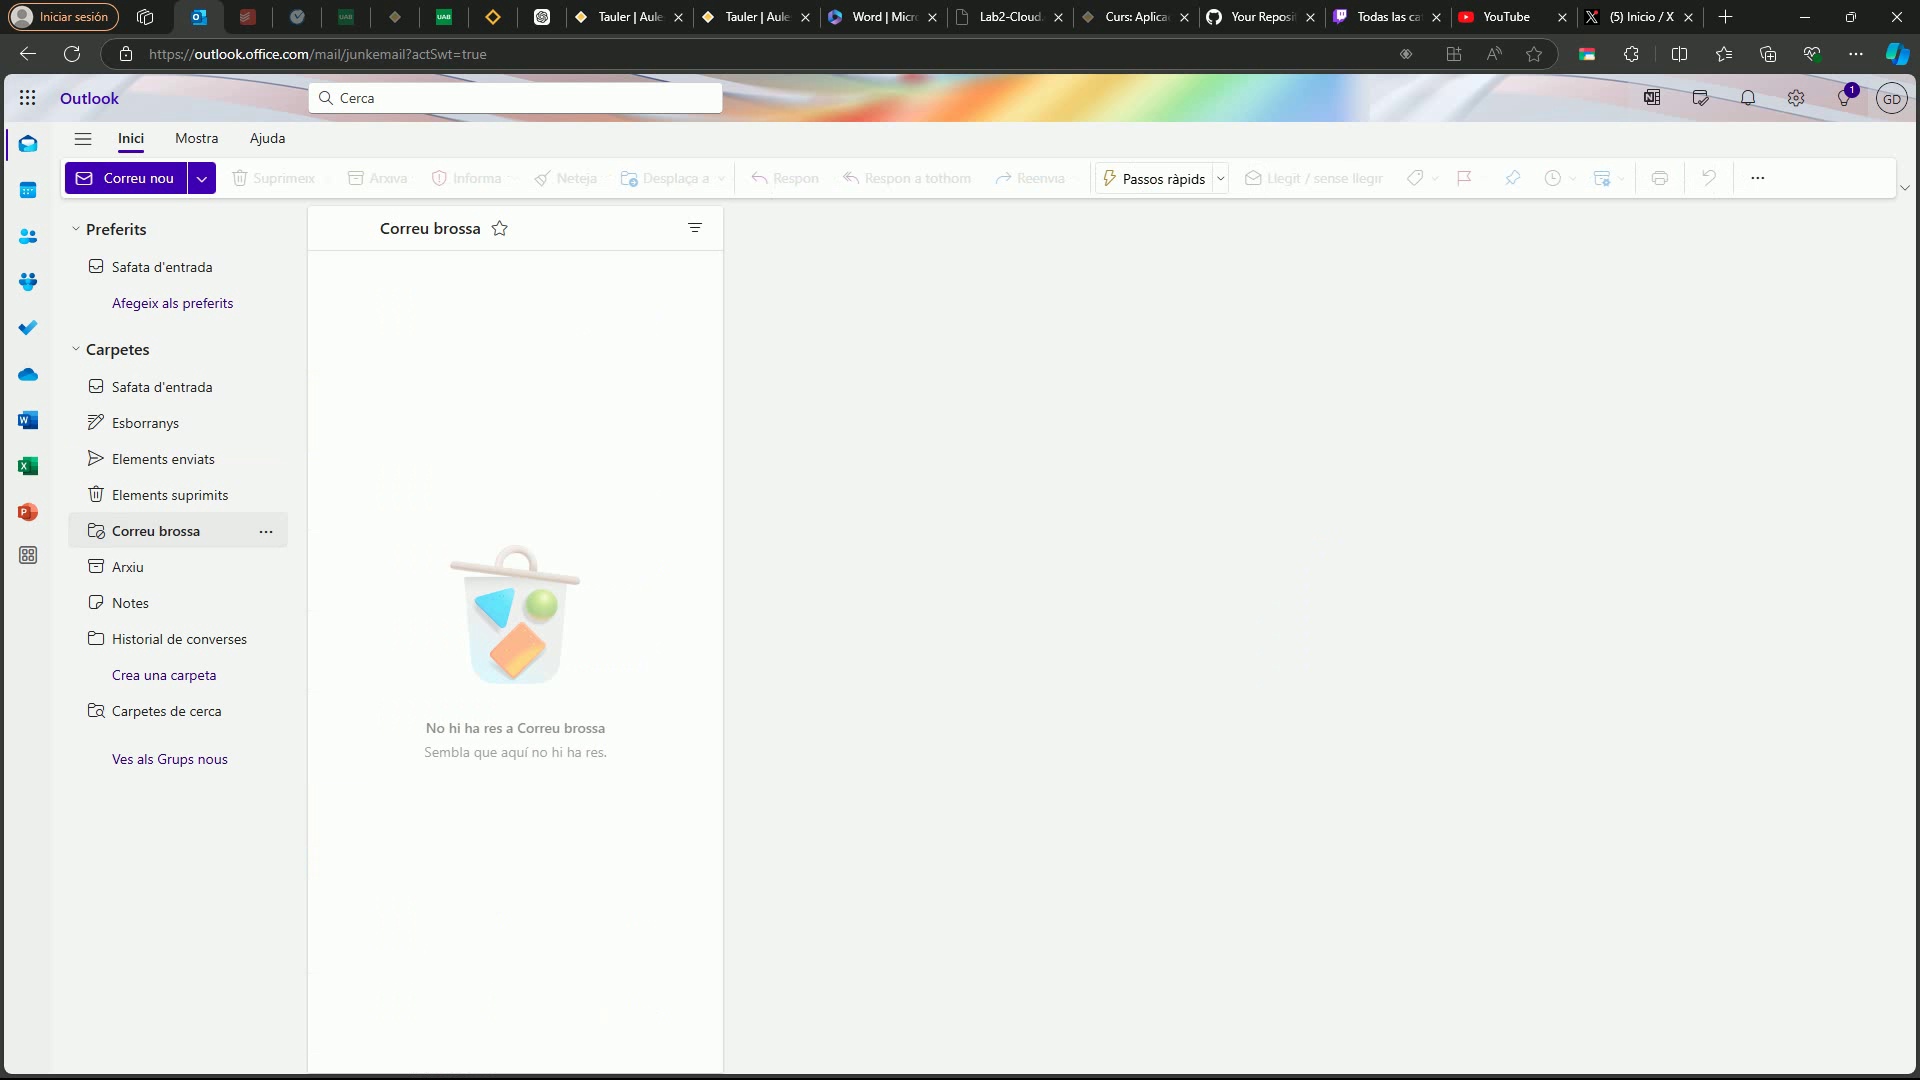 Iniciar sesión
UAB
UAB
Tauler | Aule
Tauler | Aule
Word | Micro
Lab2-Cloud
Curs: Aplica
Your Reposit
Todas las ca
YouTube
(5) Inicio / X
https://outlook.office.com/mail/junkemail?actSwt=true
Outlook
Cerca
1
GD
Inici
Mostra
Ajuda
Correu nou
Suprimeix
Arxiva
Informa
Neteja
Desplaça a
Respon
Respon a tothom
Reenvia
Passos ràpids
Llegit / sense llegir
Preferits
Safata d'entrada
Afegeix als preferits
Carpetes
Safata d'entrada
Esborranys
Elements enviats
Elements suprimits
Correu brossa
Arxiu
Notes
Historial de converses
Crea una carpeta
Carpetes de cerca
Ves als Grups nous
Correu brossa
No hi ha res a Correu brossa
Sembla que aquí no hi ha res.